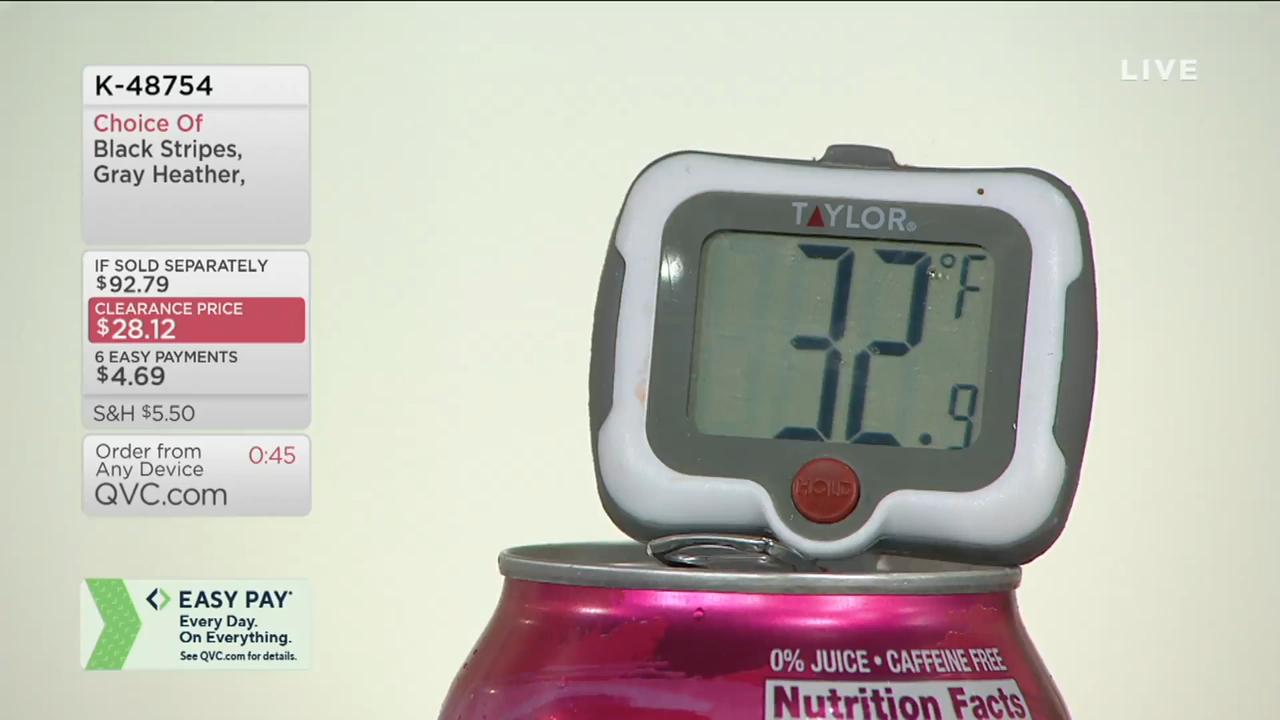 K-48754
Choice Of
Black Stripes,
Gray Heather,
IF SOLD SEPARATELY
$92.79
CLEARANCE PRICE
$28.12
6 EASY PAYMENTS
$4.69
S&H $5.50
Order from
Any Device
0:45
QVC.com
EASY PAY*
Every Day.
On Everything.
See QVC.com for details.
LIVE
TAYLOR®
32.9 °F
HOLD
0% JUICE • CAFFEINE FREE
Nutrition Facts